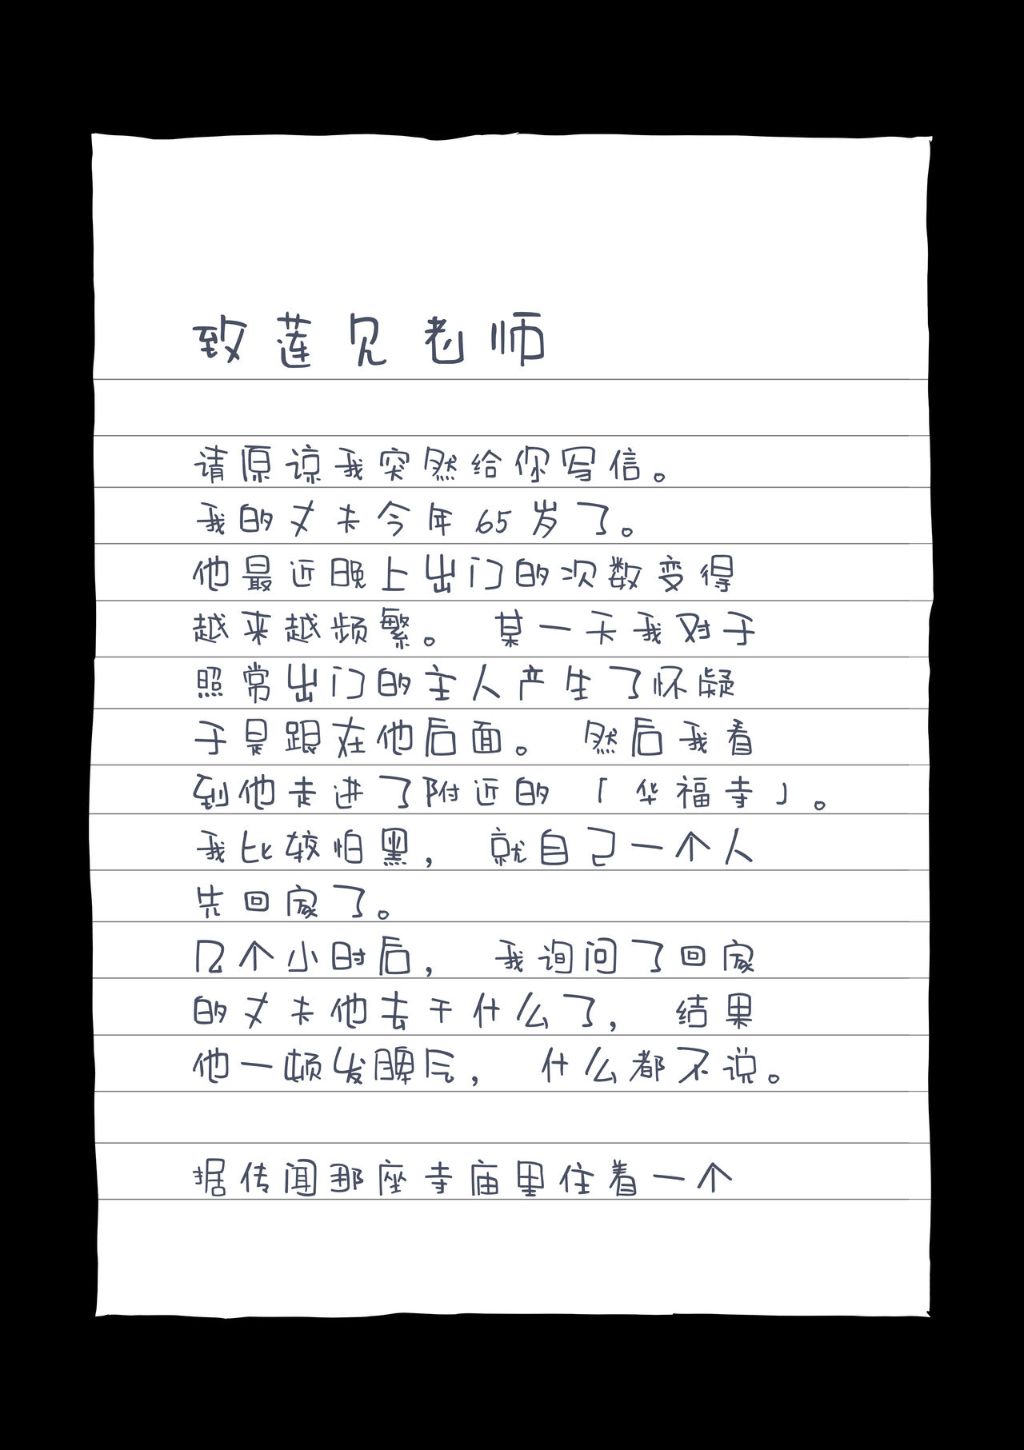 致莲见老师
请原谅我突然给你写信。
我的丈夫今年65岁了。
他最近晚上出门的次数变得
越来越频繁。 某一天我对于
照常出门的主人产生了怀疑
于是跟在他后面。 然后我看
到他走进了附近的「华福寺」。
我比较怕黑， 就自己一个人
先回家了。
几个小时后， 我询问了回家
的丈夫他去干什么了， 结果
他一顿发脾气， 什么都不说。
据传闻那座寺庙里住着一个